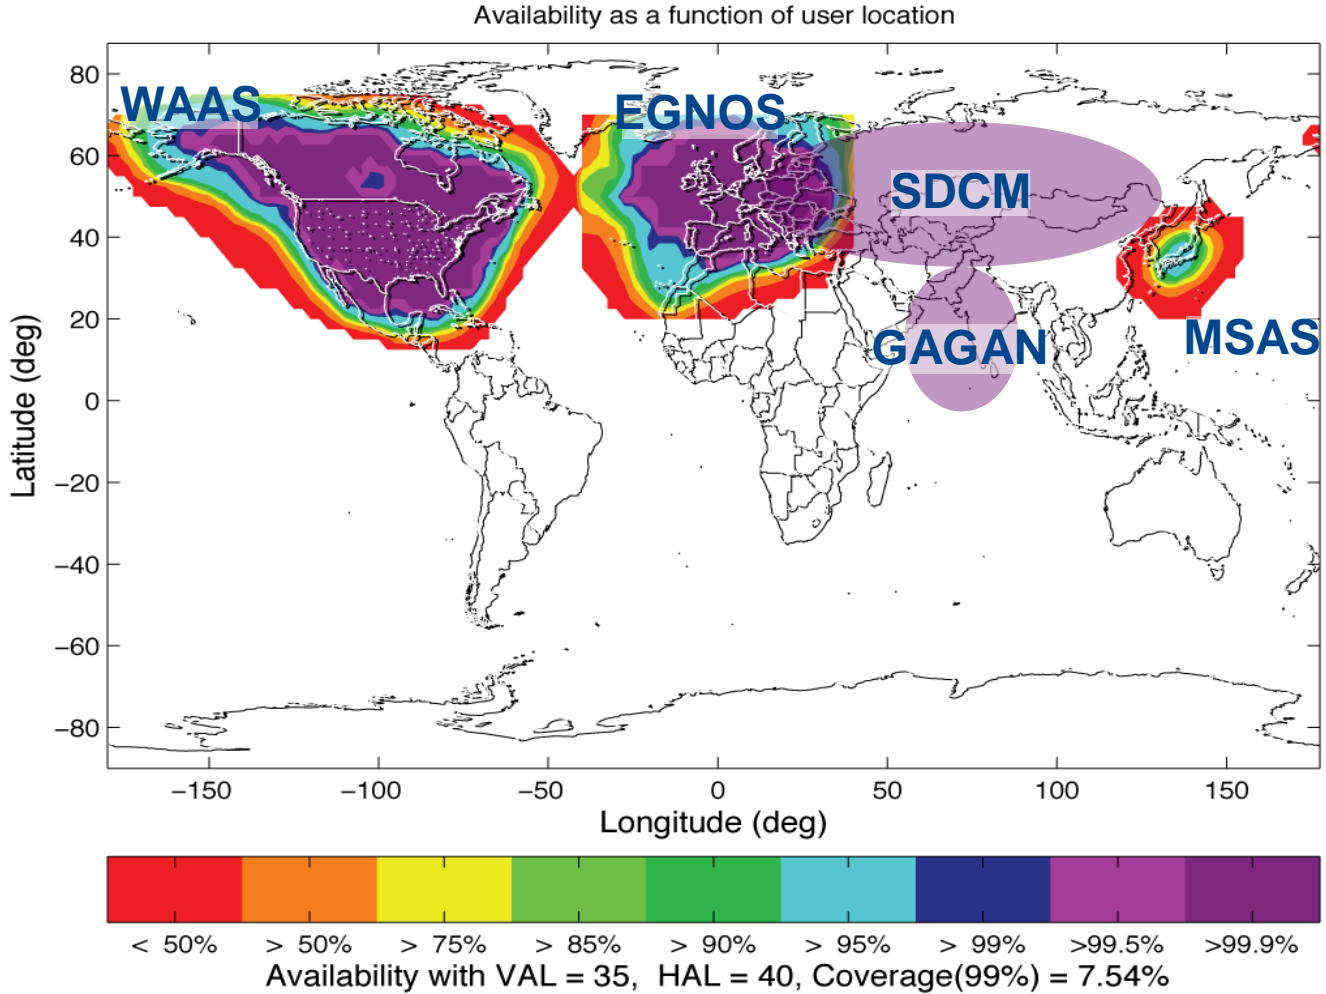 Availability as a function of user location
WAAS
EGNOS
SDCM
GAGAN
MSAS
Latitude (deg)
80
60
40
20
0
−20
−40
−60
−80
−150 −100 −50 0 50 100 150
Longitude (deg)
< 50% > 50% > 75% > 85% > 90% > 95% > 99% >99.5% >99.9%
Availability with VAL = 35, HAL = 40, Coverage(99%) = 7.54%